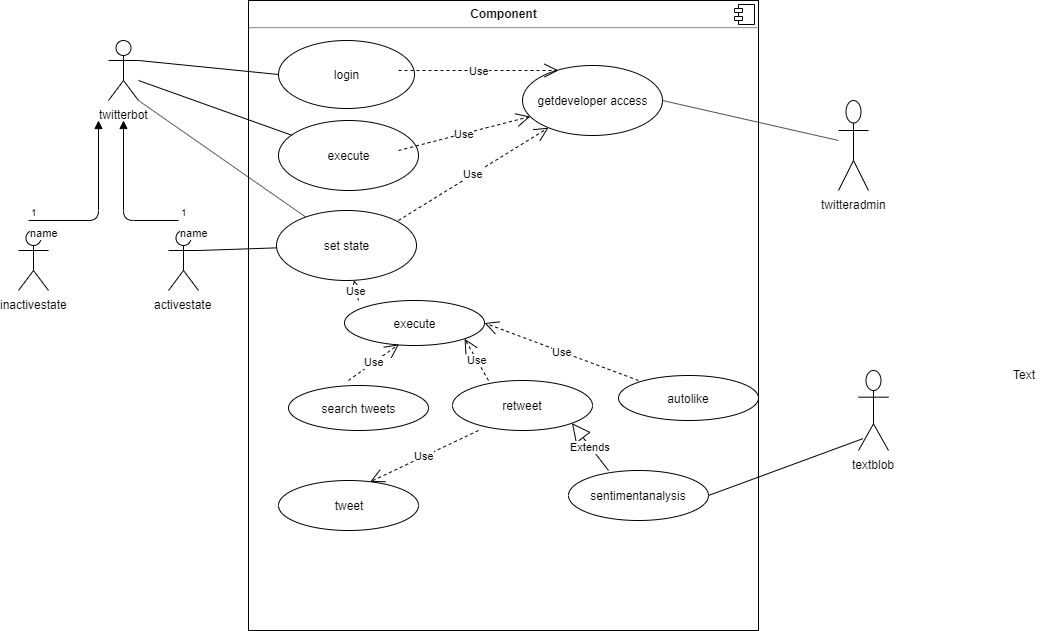 Component
login
Use
getdeveloper access
twitterbot
execute
Use
Use
twitteradmin
1
name
1
name
set state
inactivestate
activestate
Use
execute
Use
Use
Use
Text
search tweets
retweet
autolike
Use
Extends
textblob
tweet
sentimentanalysis